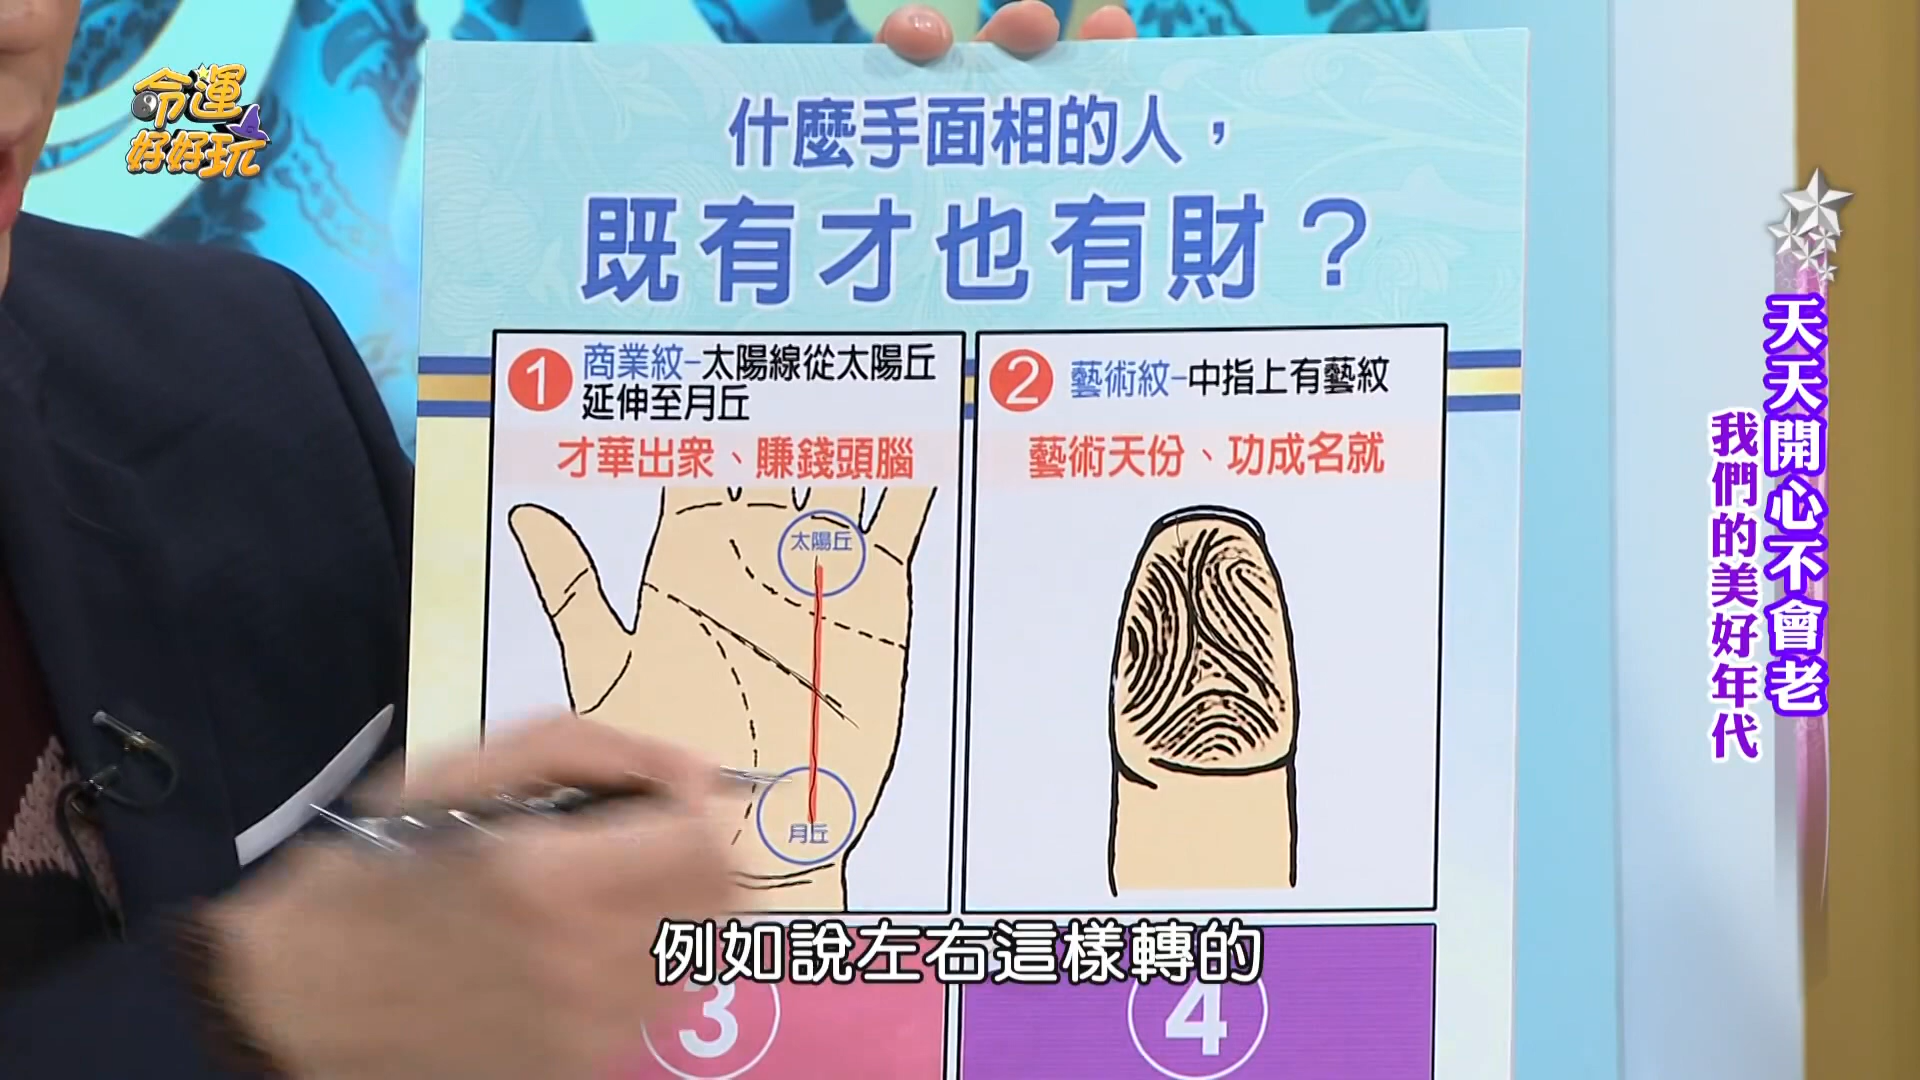 命運
好好玩
什麼手面相的人，
既有才也有財？
1 商業紋-太陽線從太陽丘
延伸至月丘
才華出眾、賺錢頭腦
太陽丘
月丘
2 藝術紋-中指上有藝紋
藝術天份、功成名就
3
4
天天開心不會老
我們的美好年代
例如說左右這樣轉的